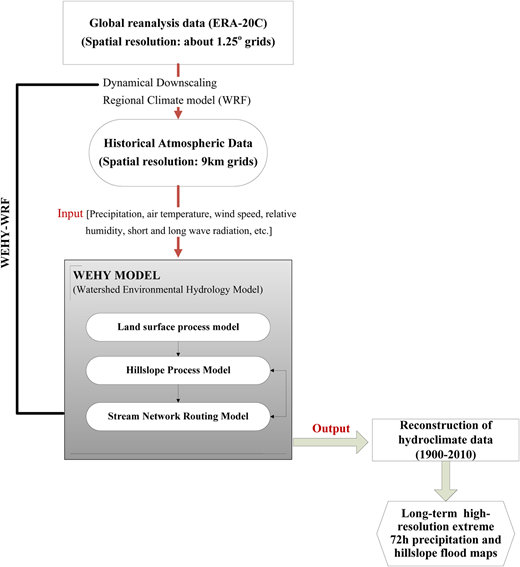 Global reanalysis data (ERA-20C)
(Spatial resolution: about 1.25° grids)
Dynamical Downscaling
Regional Climate model (WRF)
Historical Atmospheric Data
(Spatial resolution: 9km grids)
WEHY-WRF
Input [Precipitation, air temperature, wind speed, relative
humidity, short and long wave radiation, etc.]
WEHY MODEL
(Watershed Environmental Hydrology Model)
Land surface process model
Hillslope Process Model
Stream Network Routing Model
Output
Reconstruction of
hydroclimate data
(1900-2010)
Long-term high-
resolution extreme
72h precipitation and
hillslope flood maps